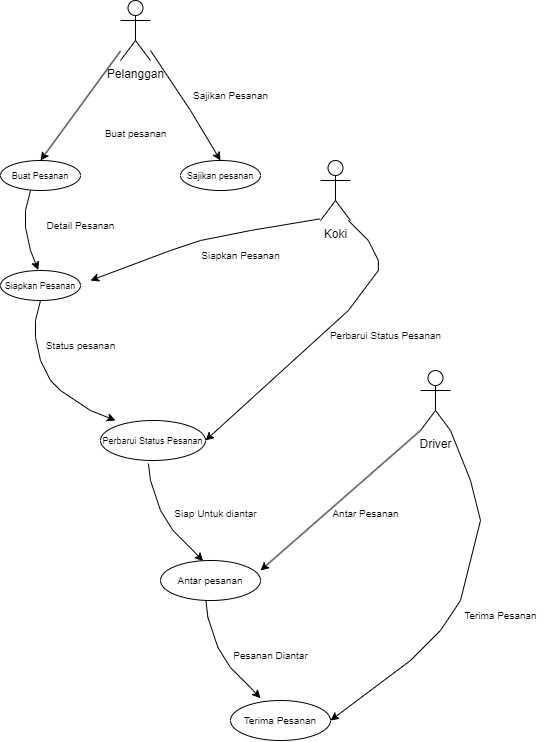 Pelanggan
Sajikan Pesanan
Buat pesanan
Buat Pesanan
Sajikan pesanan
Detail Pesanan
Koki
Siapkan Pesanan
Siapkan Pesanan
Perbarui Status Pesanan
Status pesanan
Perbarui Status Pesanan
Driver
Siap Untuk diantar
Antar Pesanan
Antar pesanan
Terima Pesanan
Pesanan Diantar
Terima Pesanan